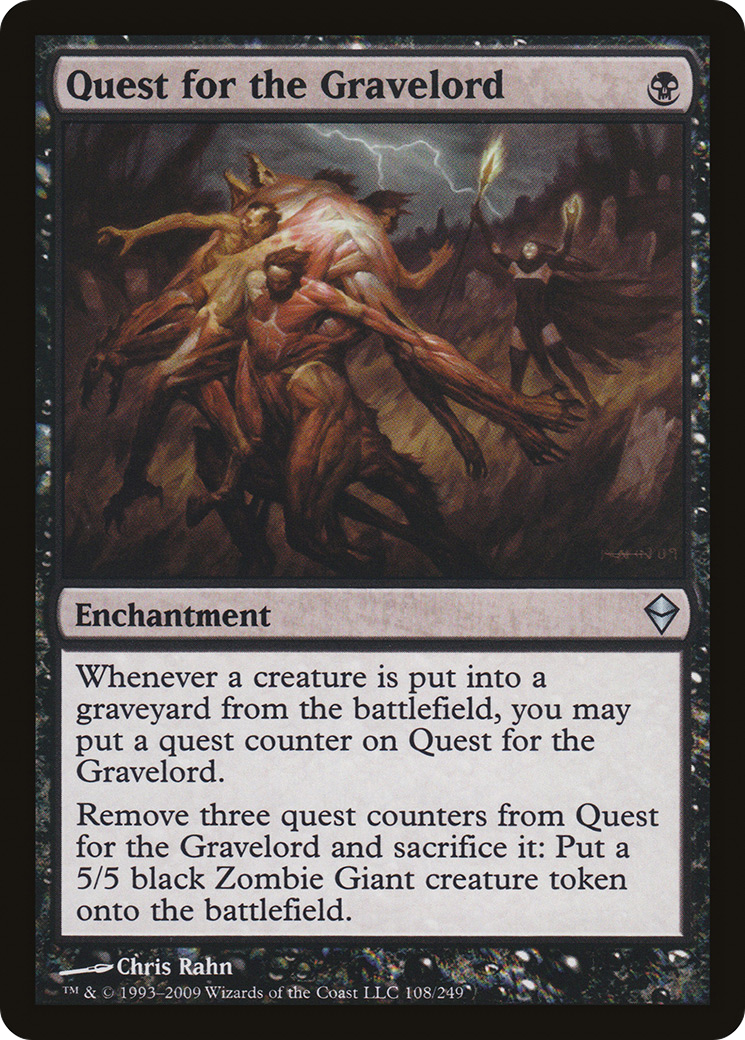 Quest for the Gravelord
Enchantment
Whenever a creature is put into a
graveyard from the battlefield, you may
put a quest counter on Quest for the
Gravelord.
Remove three quest counters from Quest
for the Gravelord and sacrifice it: Put a
5/5 black Zombie Giant creature token
onto the battlefield.
Chris Rahn
™ & © 1993–2009 Wizards of the Coast LLC 108/249